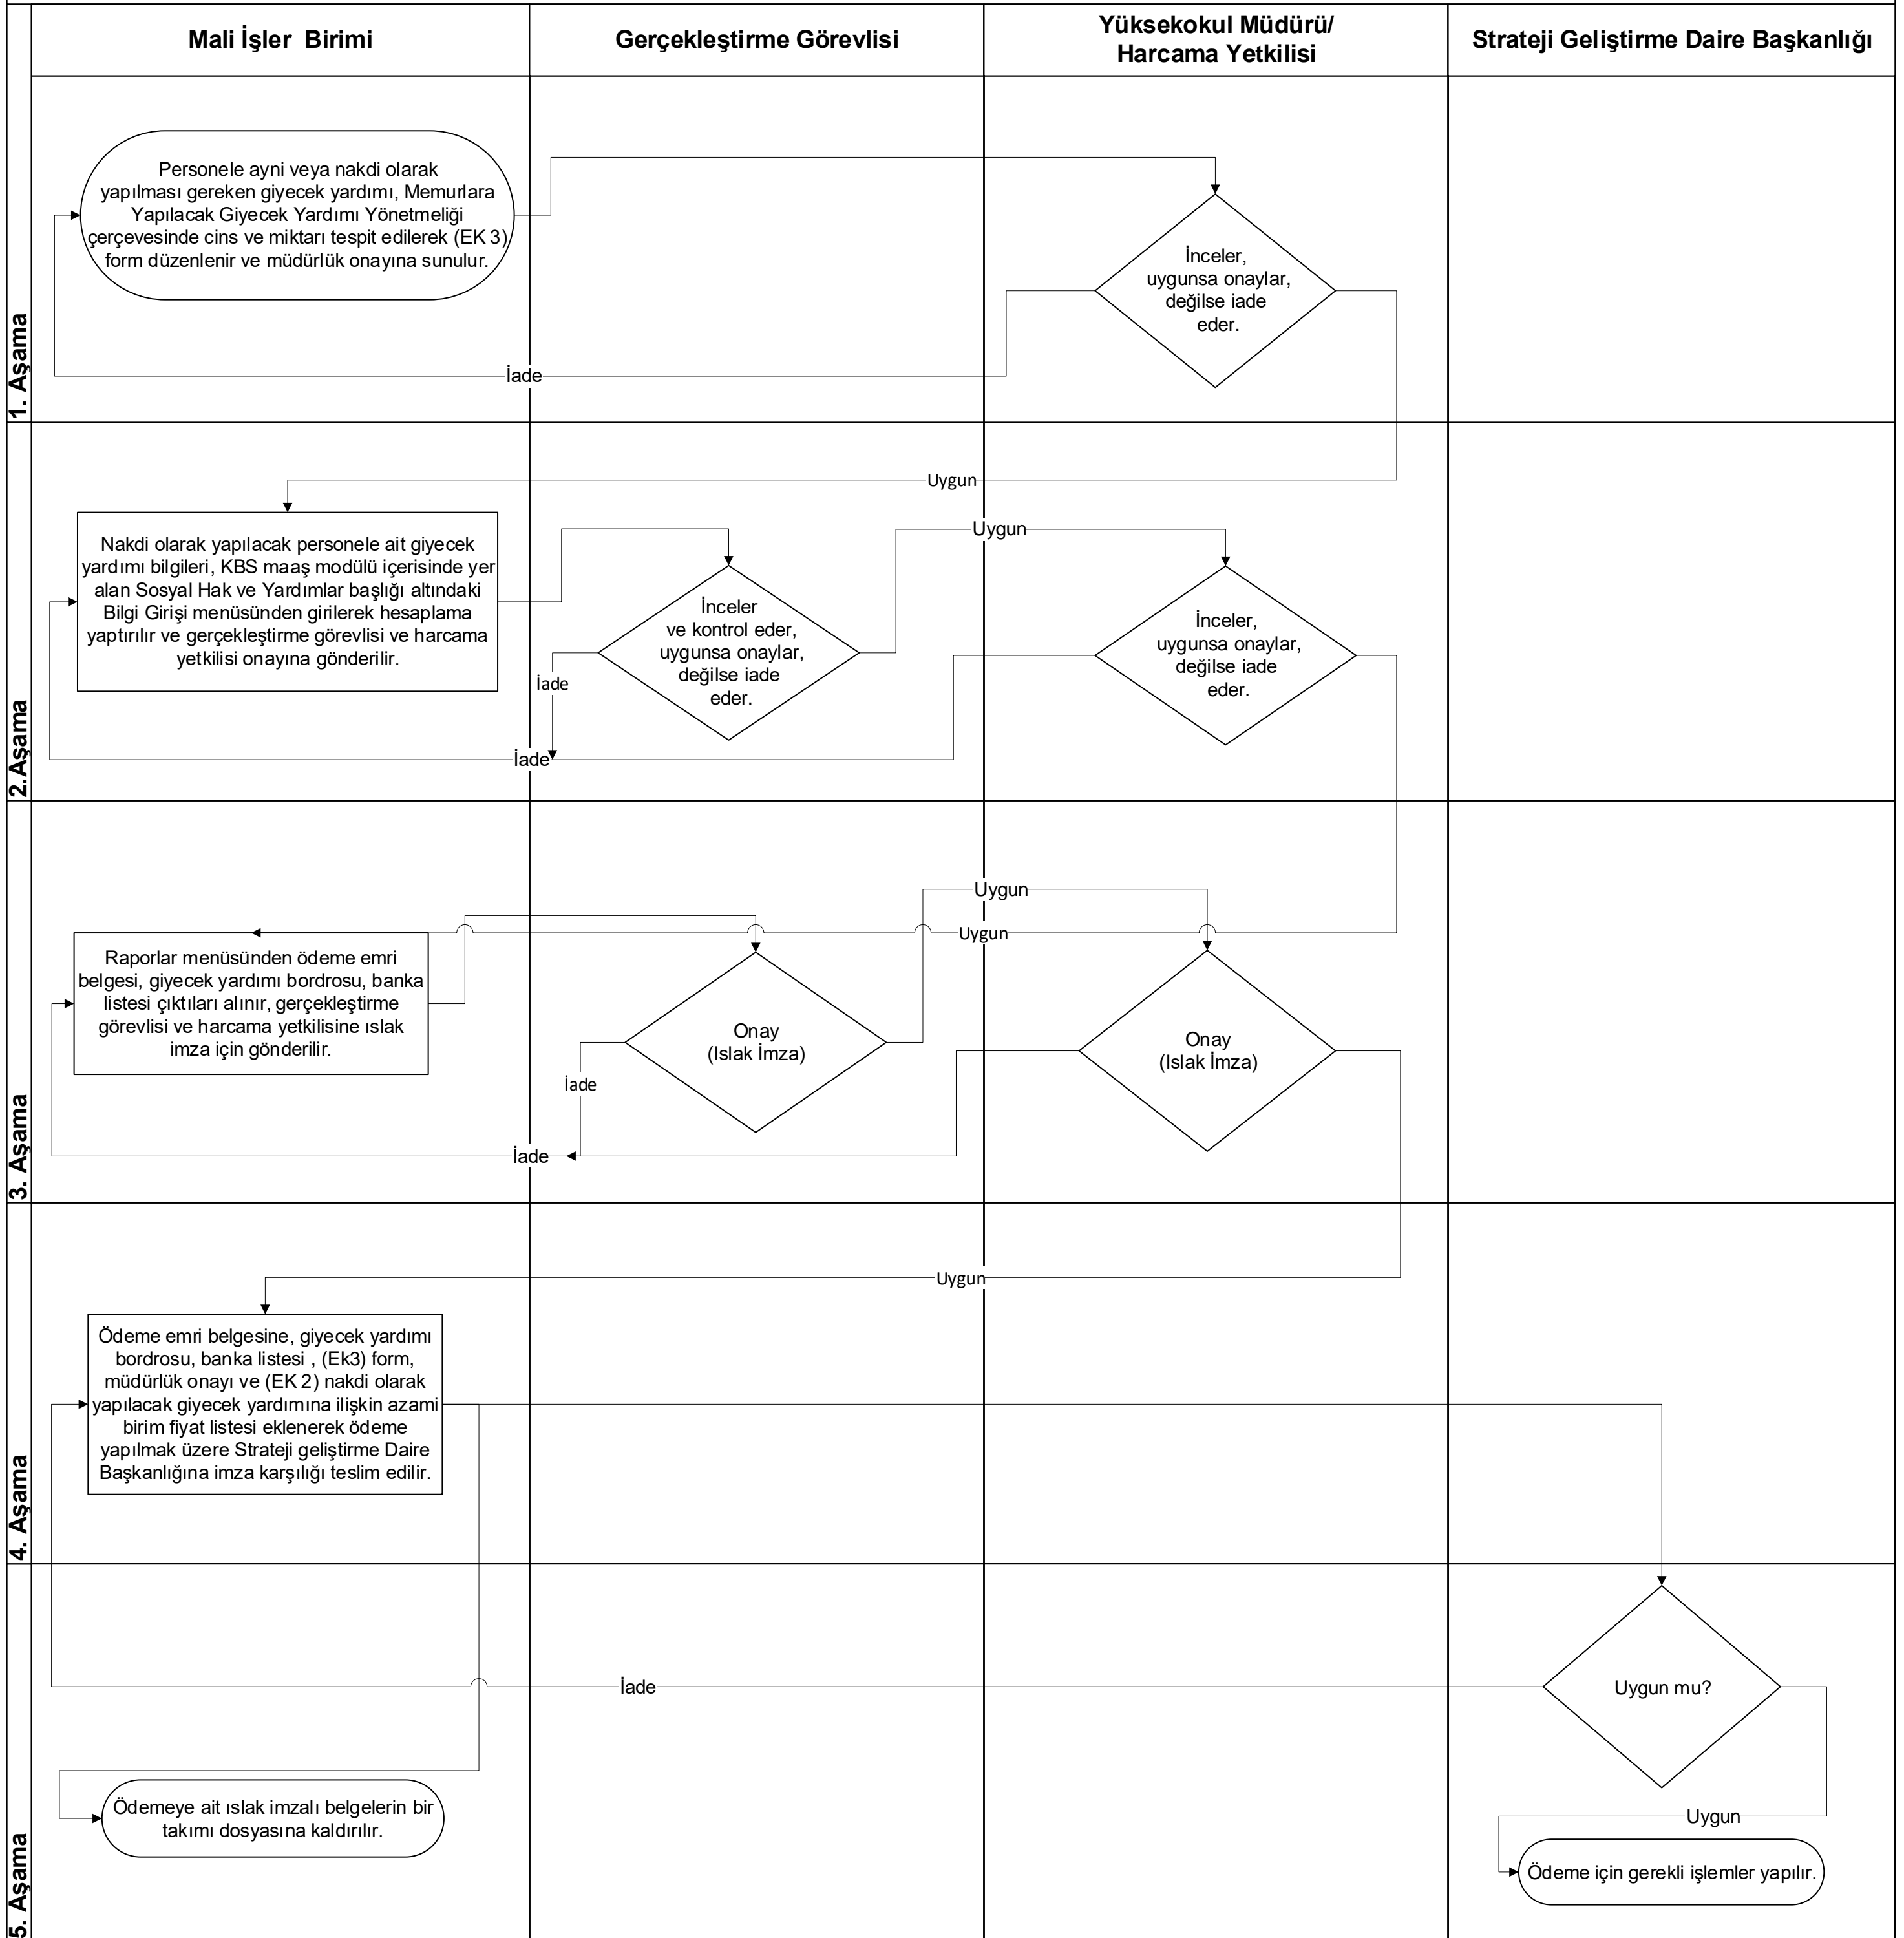 Mali İşler Birimi
Gerçekleştirme Görevlisi
Yüksekokul Müdürü/
Harcama Yetkilisi
Strateji Geliştirme Daire Başkanlığı
1. Aşama
Personele ayni veya nakdi olarak
yapılması gereken giyecek yardımı, Memurlara
Yapılacak Giyecek Yardımı Yönetmeliği
çerçevesinde cins ve miktarı tespit edilerek (EK 3)
form düzenlenir ve müdürlük onayına sunulur.
İnceler,
uygunsa onaylar,
değilse iade
eder.
İade
2.Aşama
Uygun
Nakdi olarak yapılacak personele ait giyecek
yardımı bilgileri, KBS maaş modülü içerisinde yer
alan Sosyal Hak ve Yardımlar başlığı altındaki
Bilgi Girişi menüsünden girilerek hesaplama
yaptırılır ve gerçekleştirme görevlisi ve harcama
yetkilisi onayına gönderilir.
İnceler
ve kontrol eder,
uygunsa onaylar,
değilse iade
eder.
Uygun
İnceler,
uygunsa onaylar,
değilse iade
eder.
İade
İade
3. Aşama
Uygun
Uygun
Raporlar menüsünden ödeme emri
belgesi, giyecek yardımı bordrosu, banka
listesi çıktıları alınır, gerçekleştirme
görevlisi ve harcama yetkilisine ıslak
imza için gönderilir.
Onay
(Islak İmza)
Onay
(Islak İmza)
İade
İade
4. Aşama
Uygun
Ödeme emri belgesine, giyecek yardımı
bordrosu, banka listesi , (Ek3) form,
müdürlük onayı ve (EK 2) nakdi olarak
yapılacak giyecek yardımına ilişkin azami
birim fiyat listesi eklenerek ödeme
yapılmak üzere Strateji geliştirme Daire
Başkanlığına imza karşılığı teslim edilir.
5. Aşama
İade
Uygun mu?
Ödemeye ait ıslak imzalı belgelerin bir
takımı dosyasına kaldırılır.
Uygun
Ödeme için gerekli işlemler yapılır.